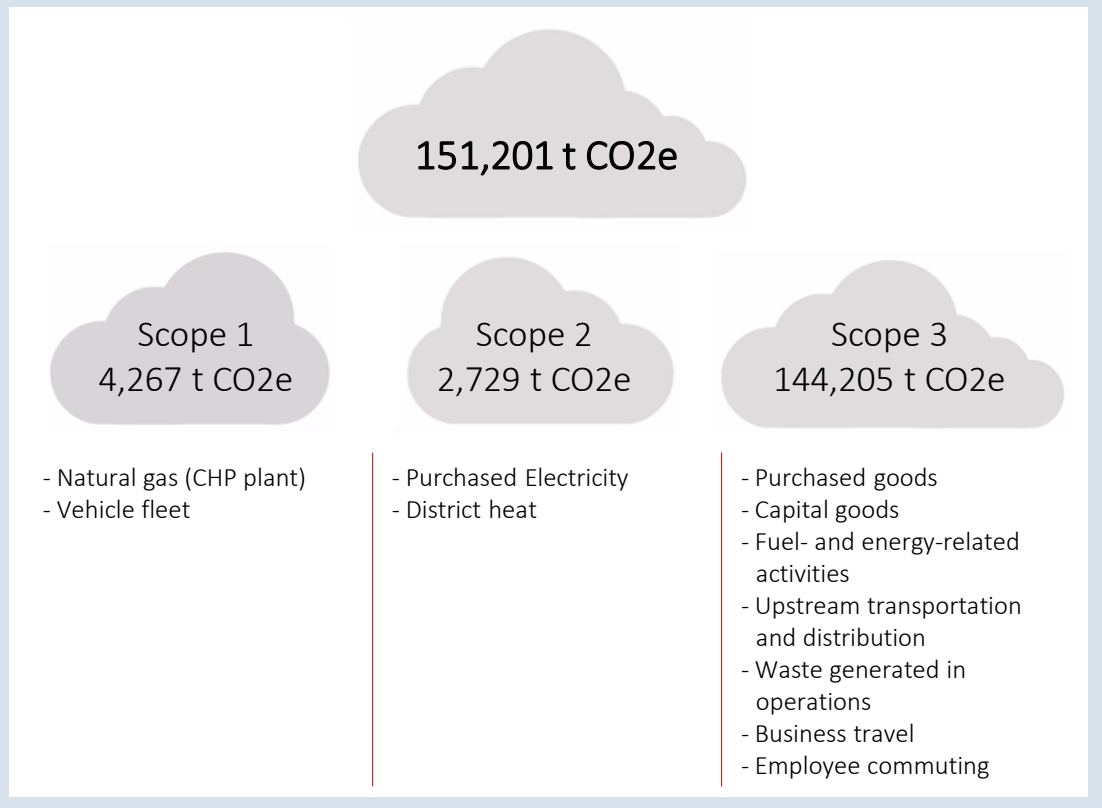 151,201 t CO2e
Scope 1
4,267 t CO2e
Scope 2
2,729 t CO2e
Scope 3
144,205 t CO2e
- Natural gas (CHP plant)
- Vehicle fleet
- Purchased Electricity
- District heat
- Purchased goods
- Capital goods
- Fuel- and energy-related
activities
- Upstream transportation
and distribution
- Waste generated in
operations
- Business travel
- Employee commuting